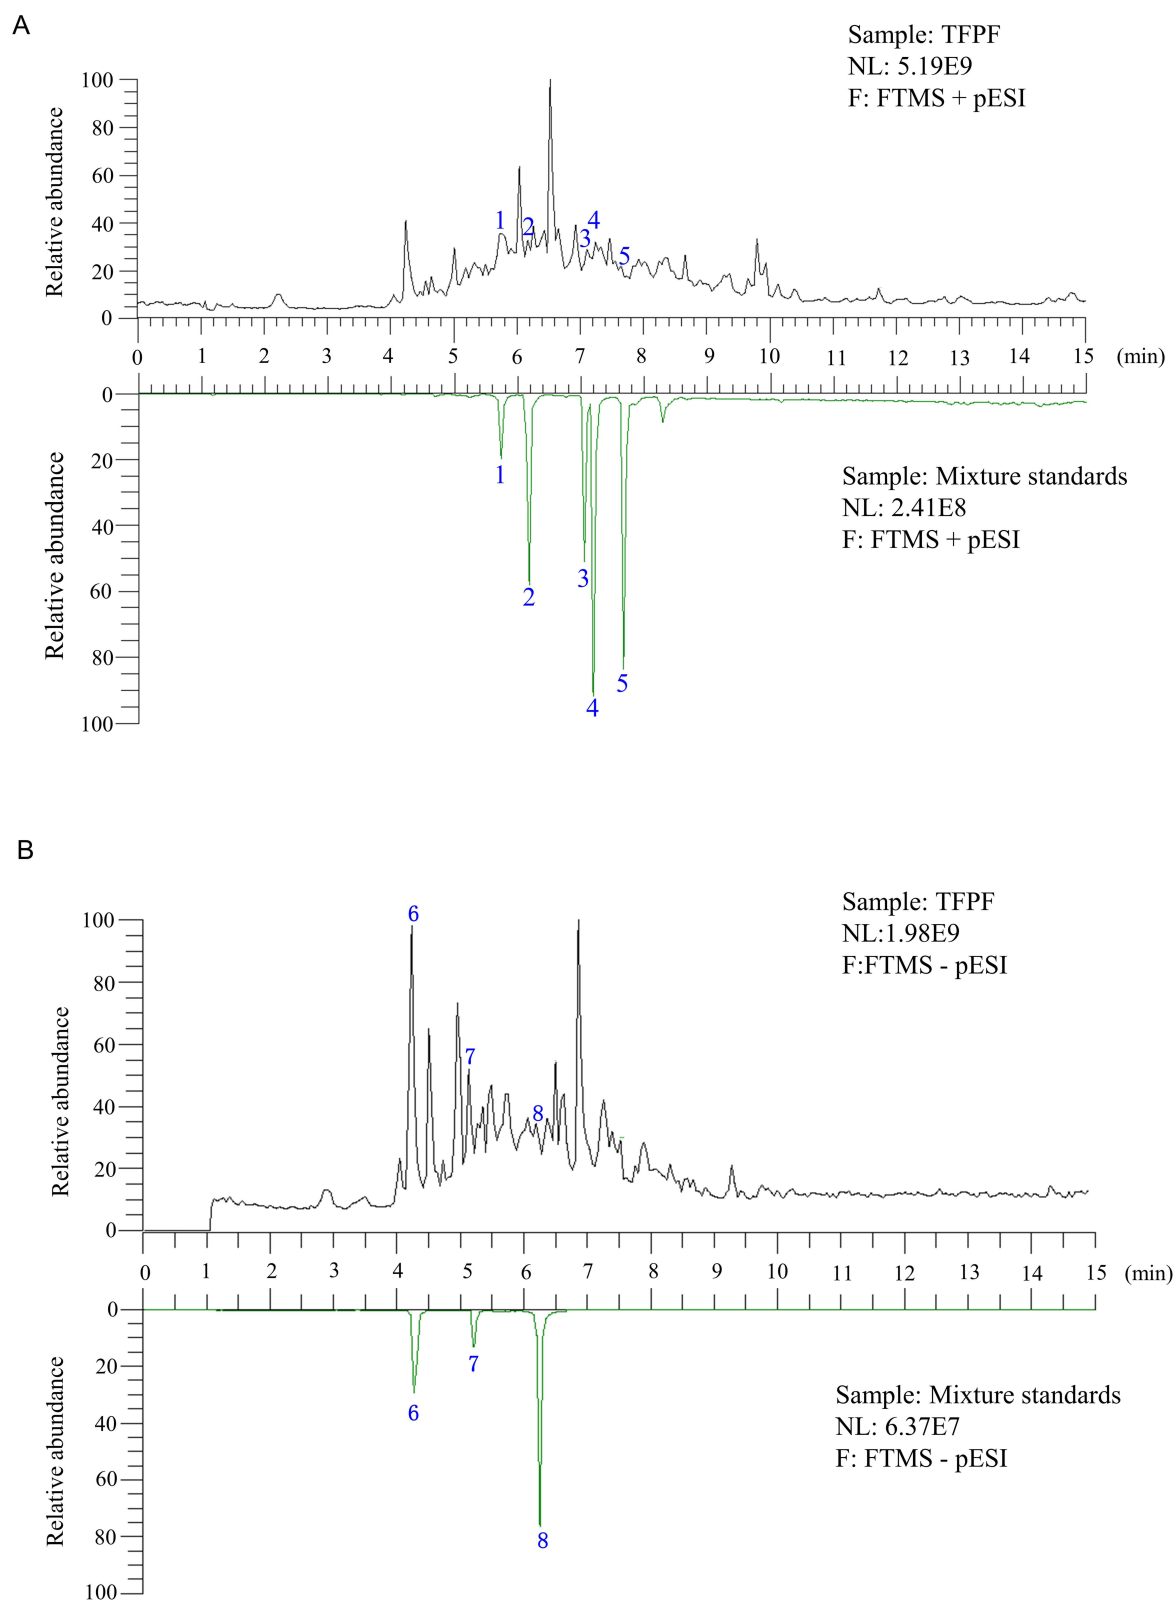 A
Sample: TFPF
NL: 5.19E9
F: FTMS + pESI
Relative abundance
100
80
60
40
20
0
1
2
3
4
5
0 1 2 3 4 5 6 7 8 9 10 11 12 13 14 15 (min)
0
20
40
60
80
100
Relative abundance
Sample: Mixture standards
NL: 2.41E8
F: FTMS + pESI
1
2
3
4
5
B
Sample: TFPF
NL:1.98E9
F:FTMS - pESI
Relative abundance
100
80
60
40
20
0
6
7
8
0 1 2 3 4 5 6 7 8 9 10 11 12 13 14 15 (min)
0
20
40
60
80
100
Relative abundance
Sample: Mixture standards
NL: 6.37E7
F: FTMS - pESI
6
7
8